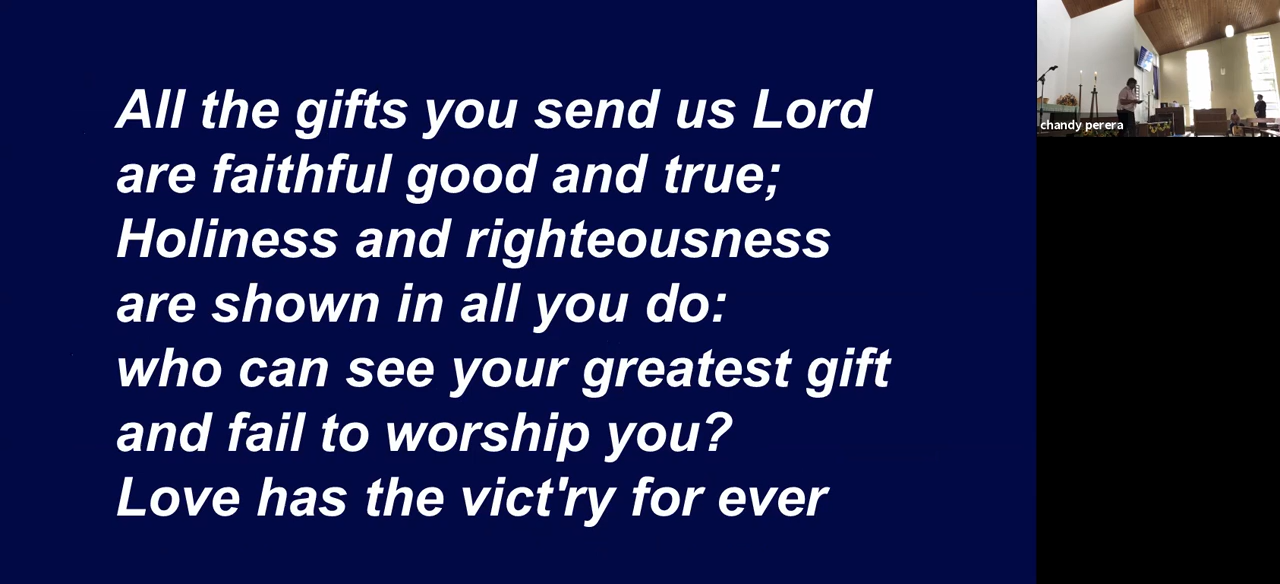 All the gifts you send us Lord
are faithful good and true;
Holiness and righteousness
are shown in all you do:
who can see your greatest gift
and fail to worship you?
Love has the vict'ry for ever
chandy perera